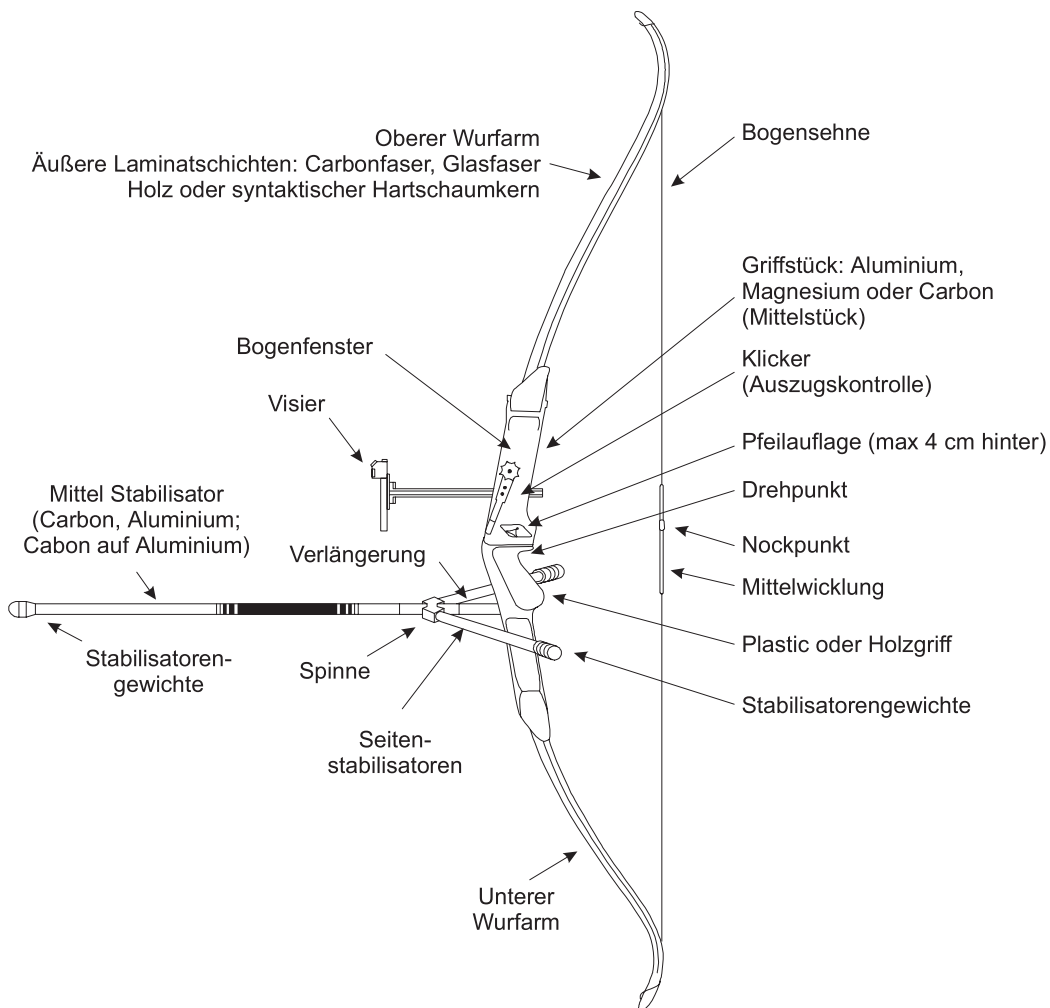 Oberer Wurfarm
Äußere Laminatschichten: Carbonfaser, Glasfaser
Holz oder syntaktischer Hartschaumkern
Bogensehne
Griffstück: Aluminium,
Magnesium oder Carbon
(Mittelstück)
Bogenfenster
Klicker
(Auszugskontrolle)
Visier
Pfeilauflage (max 4 cm hinter)
Mittel Stabilisator
(Carbon, Aluminium;
Cabon auf Aluminium)
Drehpunkt
Verlängerung
Nockpunkt
Mittelwicklung
Stabilisatoren-
gewichte
Spinne
Plastic oder Holzgriff
Stabilisatorengewichte
Seiten-
stabilisatoren
Unterer
Wurfarm